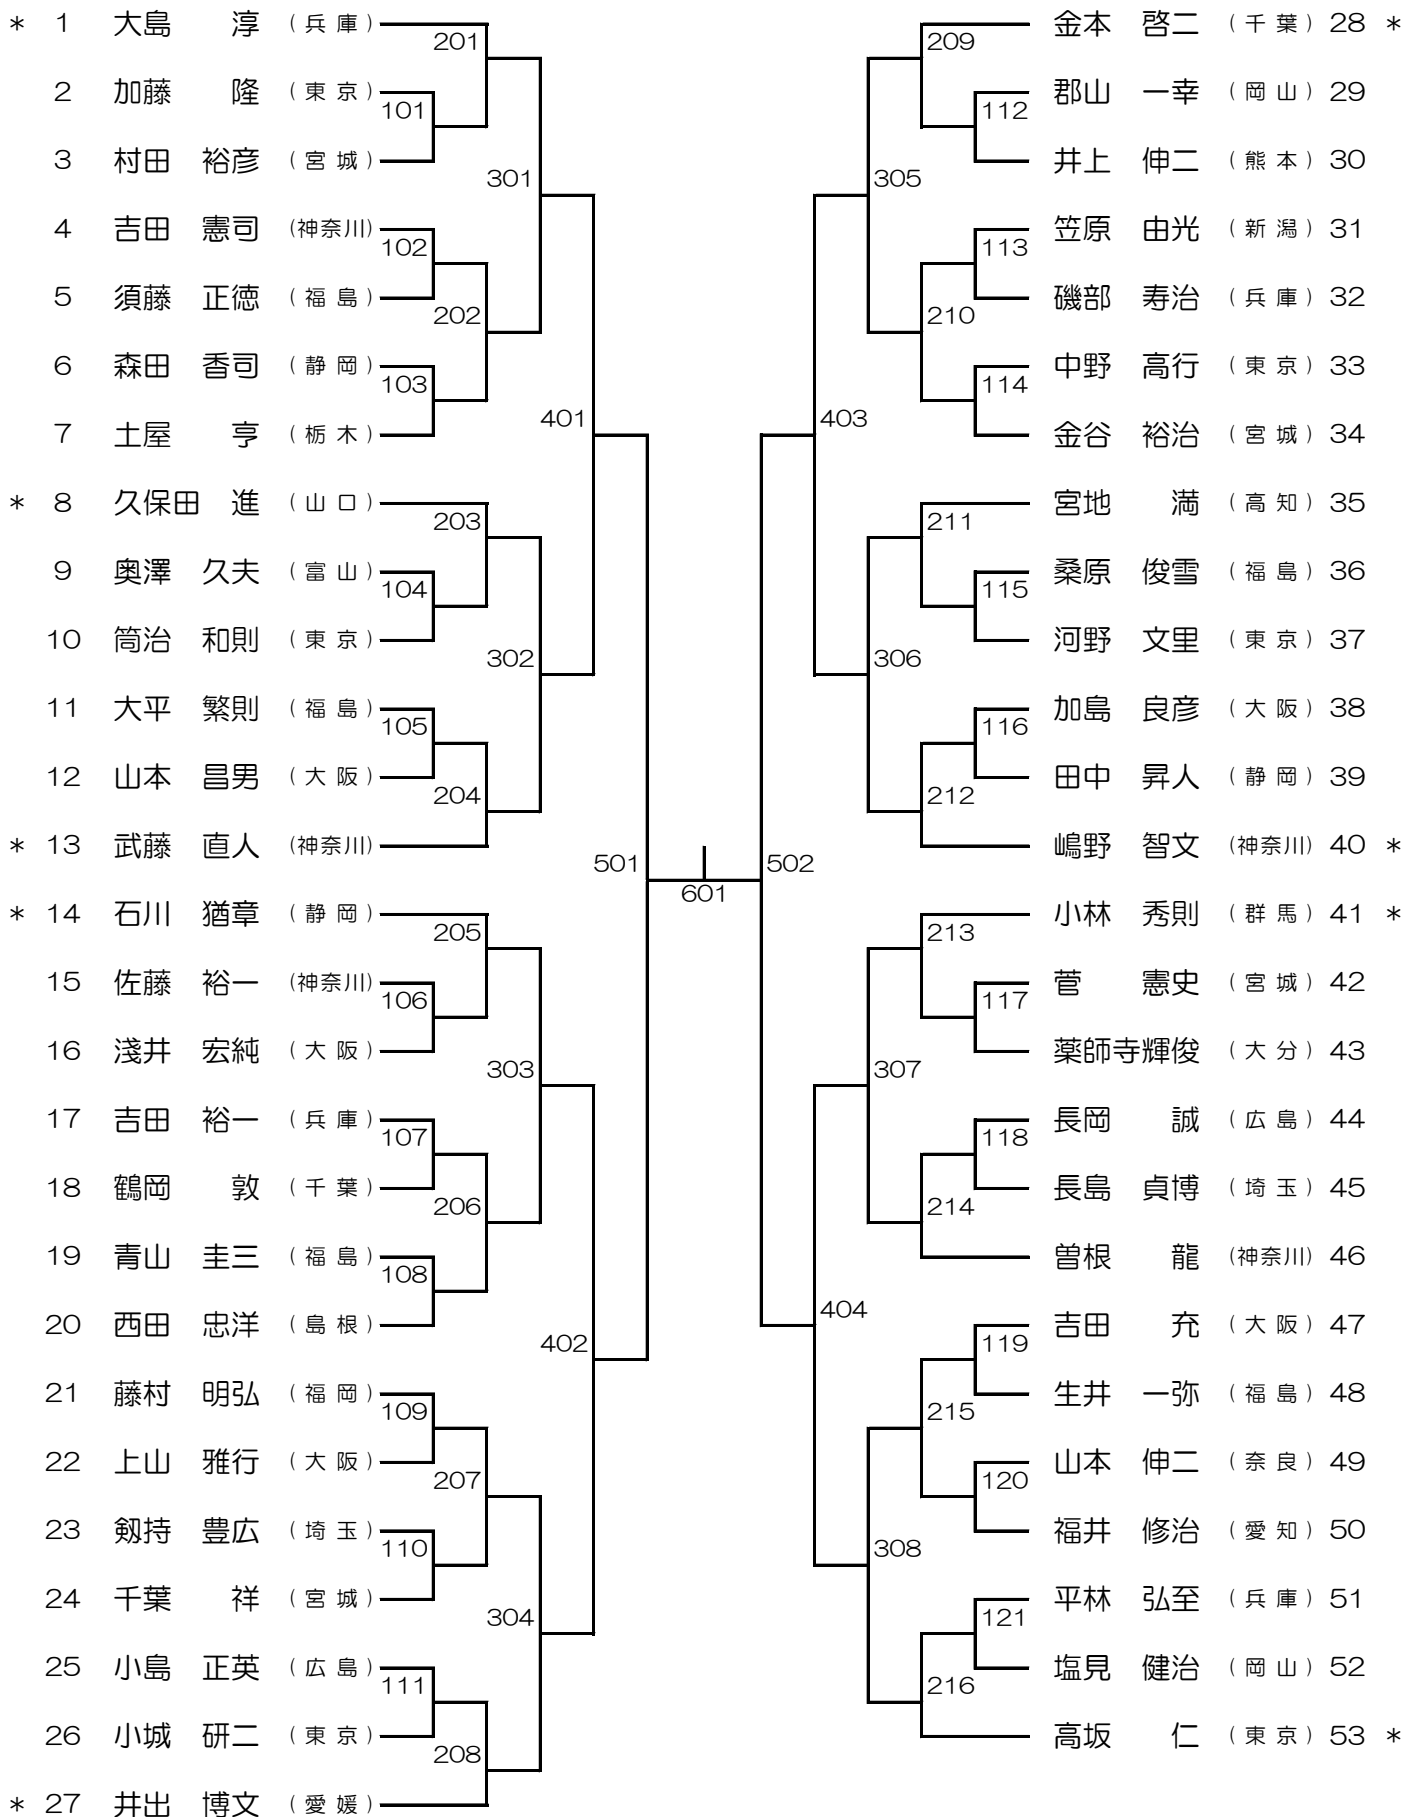 * 1 大島 淳 (兵庫)
201
2 加藤 隆 (東京)
101
3 村田 裕彦 (宮城)
301
4 吉田 憲司 (神奈川)
102
5 須藤 正徳 (福島)
202
6 森田 香司 (静岡)
103
7 土屋 亨 (栃木)
401
* 8 久保田 進 (山口)
203
9 奥澤 久夫 (富山)
104
10 筒治 和則 (東京)
302
11 大平 繁則 (福島)
105
12 山本 昌男 (大阪)
204
* 13 武藤 直人 (神奈川)
501
* 14 石川 猶章 (静岡)
205
15 佐藤 裕一 (神奈川)
106
16 淺井 宏純 (大阪)
303
17 吉田 裕一 (兵庫)
107
18 鶴岡 敦 (千葉)
206
19 青山 圭三 (福島)
108
20 西田 忠洋 (島根)
402
21 藤村 明弘 (福岡)
109
22 上山 雅行 (大阪)
207
23 剱持 豊広 (埼玉)
110
24 千葉 祥 (宮城)
304
25 小島 正英 (広島)
111
26 小城 研二 (東京)
208
* 27 井出 博文 (愛媛)
601
金本 啓二 (千葉) 28 *
209
郡山 一幸 (岡山) 29
112
井上 伸二 (熊本) 30
305
笠原 由光 (新潟) 31
113
磯部 寿治 (兵庫) 32
210
中野 高行 (東京) 33
114
金谷 裕治 (宮城) 34
403
宮地 満 (高知) 35
211
桑原 俊雪 (福島) 36
115
河野 文里 (東京) 37
306
加島 良彦 (大阪) 38
116
田中 昇人 (静岡) 39
212
嶋野 智文 (神奈川) 40 *
502
小林 秀則 (群馬) 41 *
213
菅 憲史 (宮城) 42
117
薬師寺輝俊 (大分) 43
307
長岡 誠 (広島) 44
118
長島 貞博 (埼玉) 45
214
曽根 龍 (神奈川) 46
404
吉田 充 (大阪) 47
119
生井 一弥 (福島) 48
215
山本 伸二 (奈良) 49
120
福井 修治 (愛知) 50
308
平林 弘至 (兵庫) 51
121
塩見 健治 (岡山) 52
216
高坂 仁 (東京) 53 *